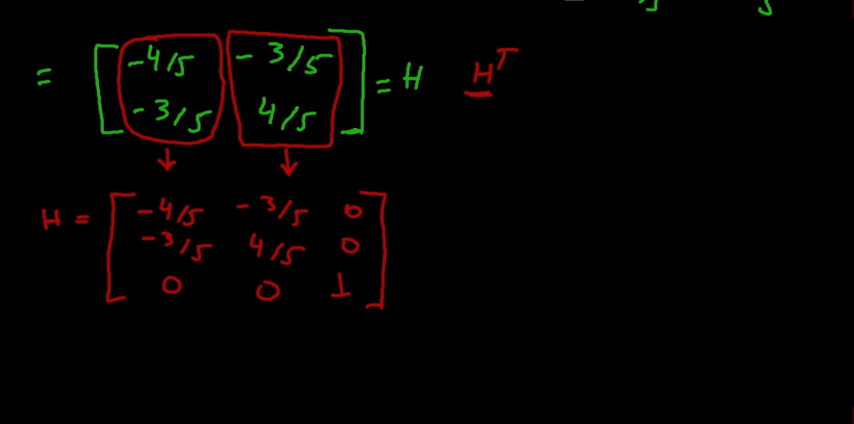 = [ -4/5 -3/5 ] = H H^T
[ -3/5 4/5 ]
H = [ -4/5 -3/5 0 ]
[ -3/5 4/5 0 ]
[ 0 0 1 ]